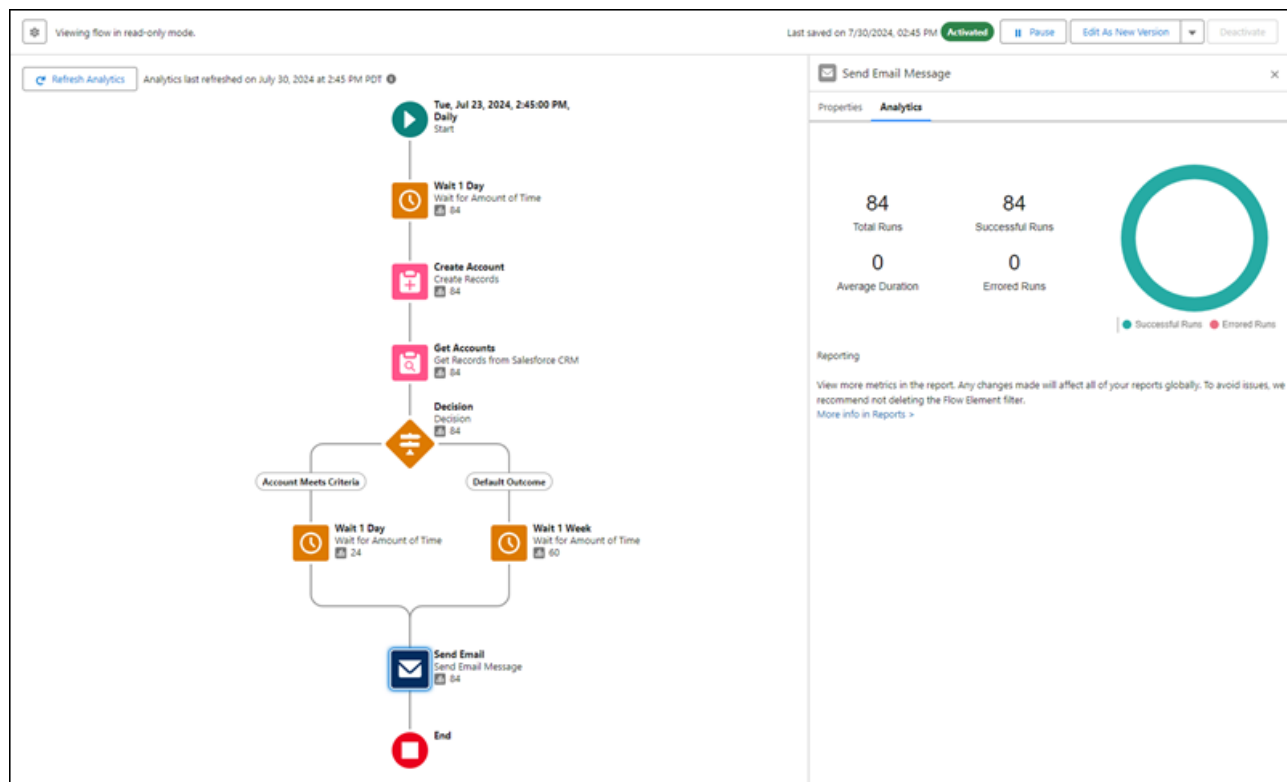 Viewing flow in read-only mode.
Last saved on 7/30/2024, 02:45 PM Activated Pause Edit As New Version Deactivate
Refresh Analytics Analytics last refreshed on July 30, 2024 at 2:45 PM PDT
Tue, Jul 23, 2024, 2:45:00 PM,
Daily
Start
Wait 1 Day
Wait for Amount of Time
84
Create Account
Create Records
84
Get Accounts
Get Records from Salesforce CRM
84
Decision
Decision
84
Account Meets Criteria
Default Outcome
Wait 1 Day
Wait for Amount of Time
24
Wait 1 Week
Wait for Amount of Time
60
Send Email
Send Email Message
84
End
Send Email Message
Properties Analytics
84 84
Total Runs Successful Runs
0 0
Average Duration Errored Runs
Successful Runs Errored Runs
Reporting
View more metrics in the report. Any changes made will affect all of your reports globally. To avoid issues, we
recommend not deleting the Flow Element filter.
More info in Reports >